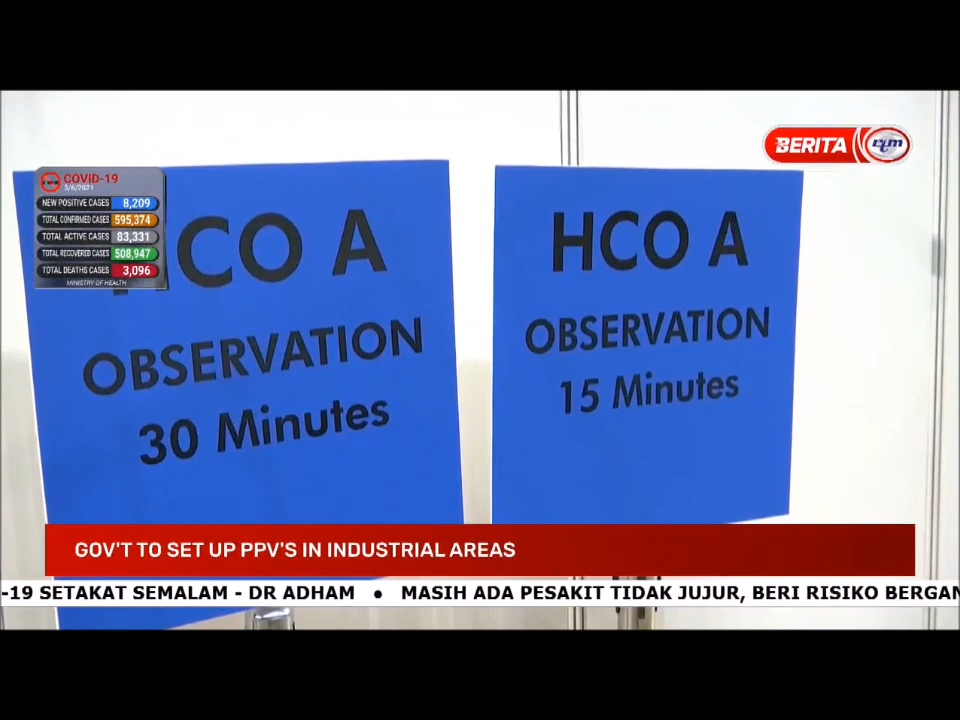 BERITA rtm
COVID-19
3/6/2021
NEW POSITIVE CASES 8,209
TOTAL CONFIRMED CASES 595,374
TOTAL ACTIVE CASES 83,331
TOTAL RECOVERED CASES 508,947
TOTAL DEATHS CASES 3,096
MINISTRY OF HEALTH
CO A
OBSERVATION
30 Minutes
HCO A
OBSERVATION
15 Minutes
GOV'T TO SET UP PPV'S IN INDUSTRIAL AREAS
-19 SETAKAT SEMALAM - DR ADHAM ● MASIH ADA PESAKIT TIDAK JUJUR, BERI RISIKO BERGAN